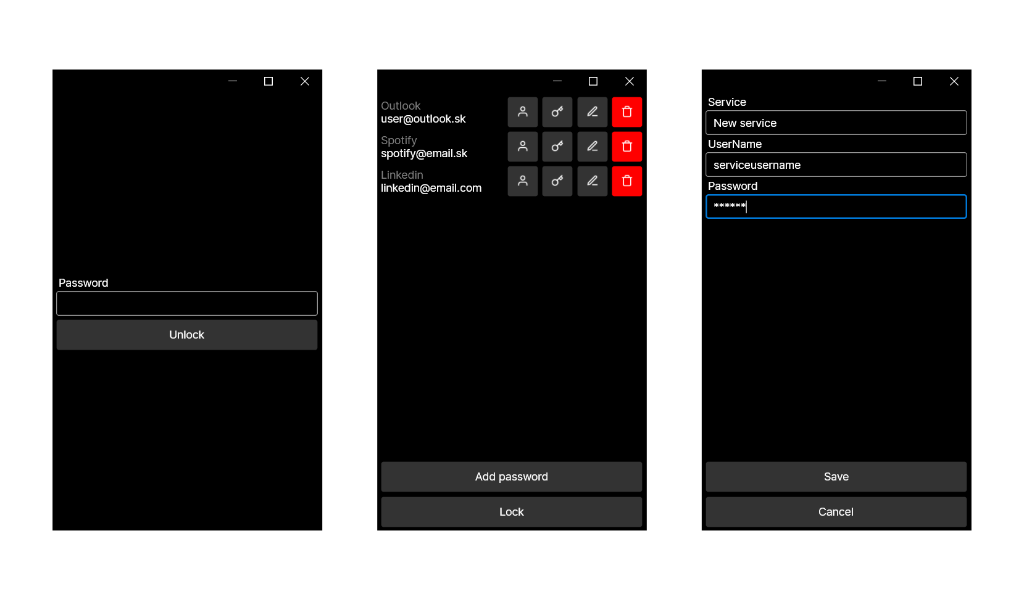 Password
Unlock
Outlook
user@outlook.sk
Spotify
spotify@email.sk
Linkedin
linkedin@email.com
Add password
Lock
Service
New service
UserName
serviceusername
Password
******
Save
Cancel